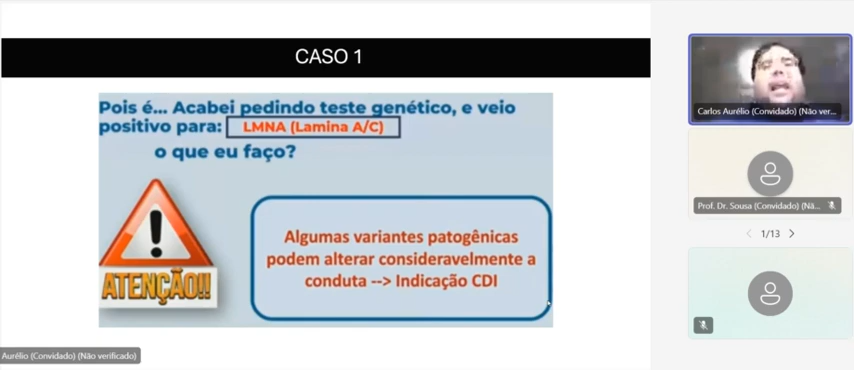 CASO 1
Pois é... Acabei pedindo teste genético, e veio
positivo para: LMNA (Lamina A/C)
o que eu faço?
ATENÇÃO!!
Algumas variantes patogênicas
podem alterar consideravelmente a
conduta --> Indicação CDI
Carlos Aurélio (Convidado) (Não ver...
Prof. Dr. Sousa (Convidado) (Nã...
1/13
Aurélio (Convidado) (Não verificado)